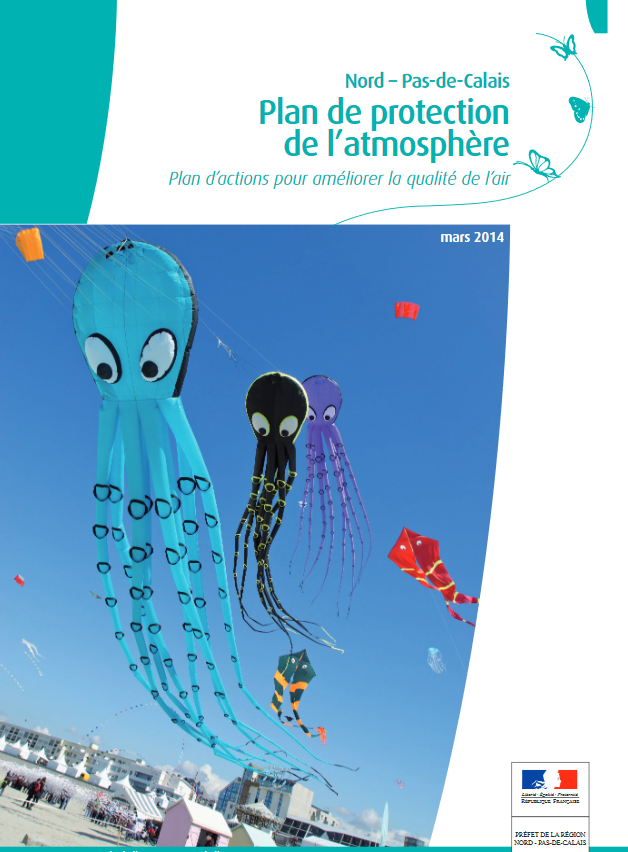 Nord – Pas-de-Calais
Plan de protection
de l'atmosphère
Plan d'actions pour améliorer la qualité de l'air
mars 2014
Liberté • Égalité • Fraternité
RÉPUBLIQUE FRANÇAISE
PRÉFET DE LA RÉGION
NORD - PAS-DE-CALAIS